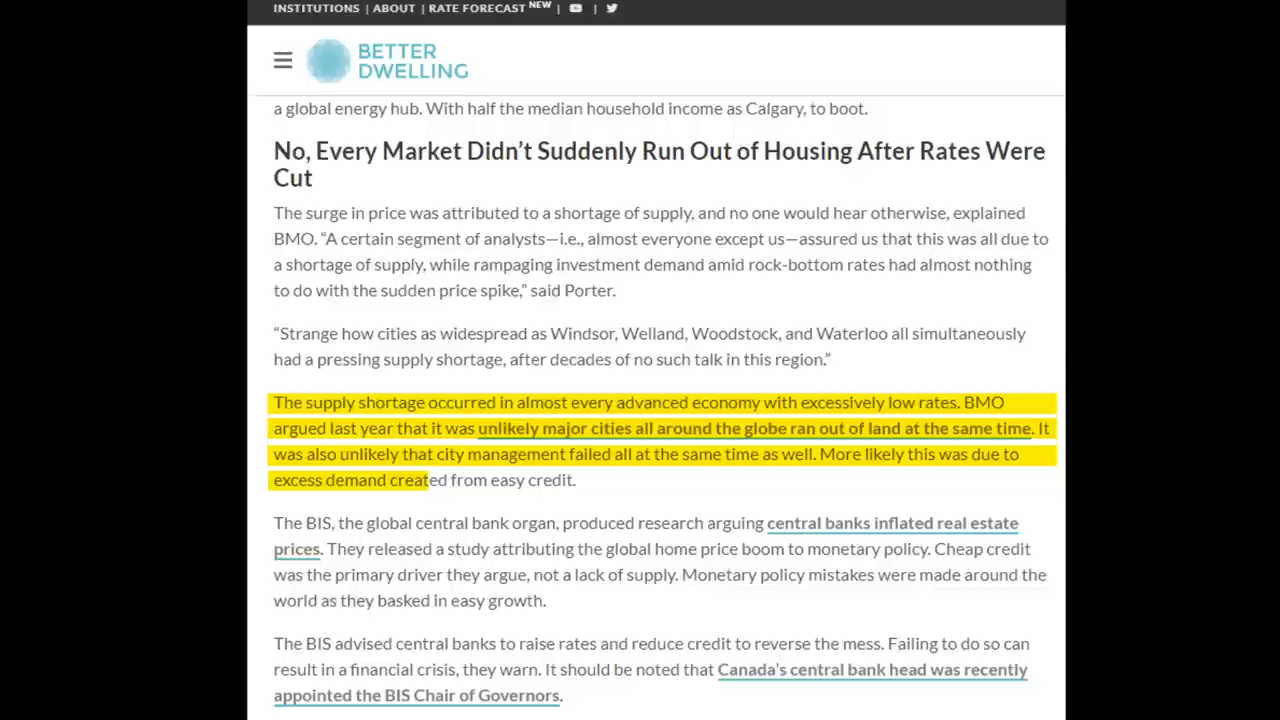 INSTITUTIONS | ABOUT | RATE FORECAST NEW | |
BETTER
DWELLING
a global energy hub. With half the median household income as Calgary, to boot.
No, Every Market Didn’t Suddenly Run Out of Housing After Rates Were
Cut
The surge in price was attributed to a shortage of supply, and no one would hear otherwise, explained
BMO. “A certain segment of analysts—i.e., almost everyone except us—assured us that this was all due to
a shortage of supply, while rampaging investment demand amid rock-bottom rates had almost nothing
to do with the sudden price spike,” said Porter.
“Strange how cities as widespread as Windsor, Welland, Woodstock, and Waterloo all simultaneously
had a pressing supply shortage, after decades of no such talk in this region.”
The supply shortage occurred in almost every advanced economy with excessively low rates. BMO
argued last year that it was unlikely major cities all around the globe ran out of land at the same time. It
was also unlikely that city management failed all at the same time as well. More likely this was due to
excess demand created from easy credit.
The BIS, the global central bank organ, produced research arguing central banks inflated real estate
prices. They released a study attributing the global home price boom to monetary policy. Cheap credit
was the primary driver they argue, not a lack of supply. Monetary policy mistakes were made around the
world as they basked in easy growth.
The BIS advised central banks to raise rates and reduce credit to reverse the mess. Failing to do so can
result in a financial crisis, they warn. It should be noted that Canada’s central bank head was recently
appointed the BIS Chair of Governors.